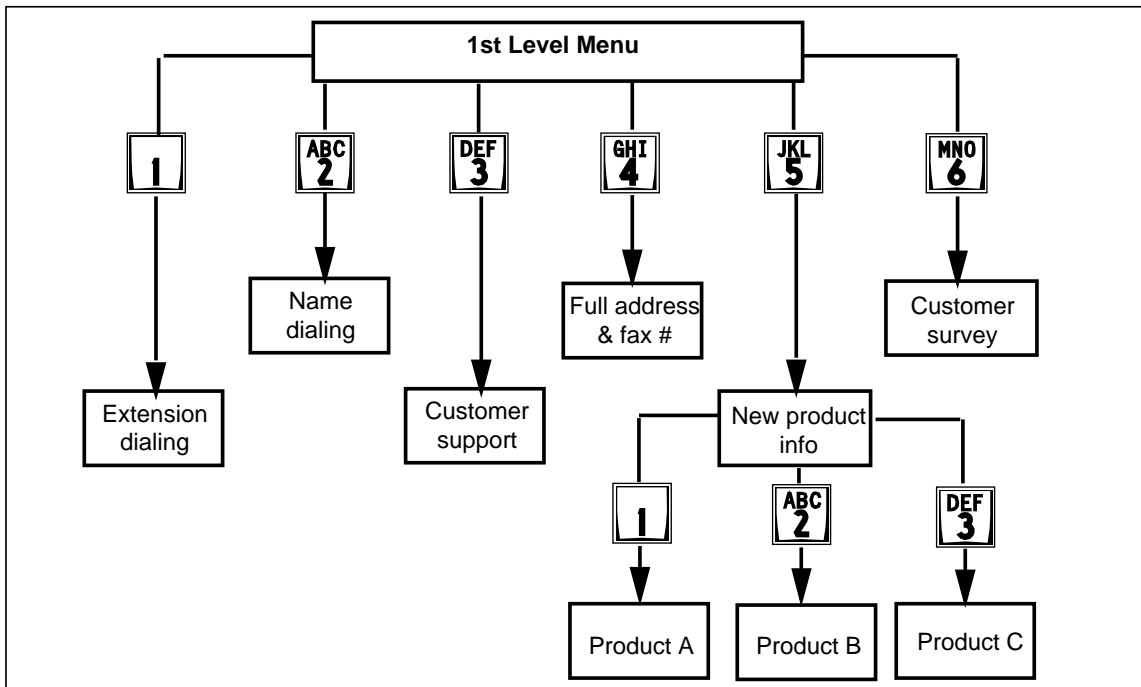 1st Level Menu
1
ABC
2
DEF
3
GHI
4
JKL
5
MNO
6
Name
dialing
Full address
& fax #
Customer
survey
Extension
dialing
Customer
support
New product
info
1
ABC
2
DEF
3
Product A
Product B
Product C